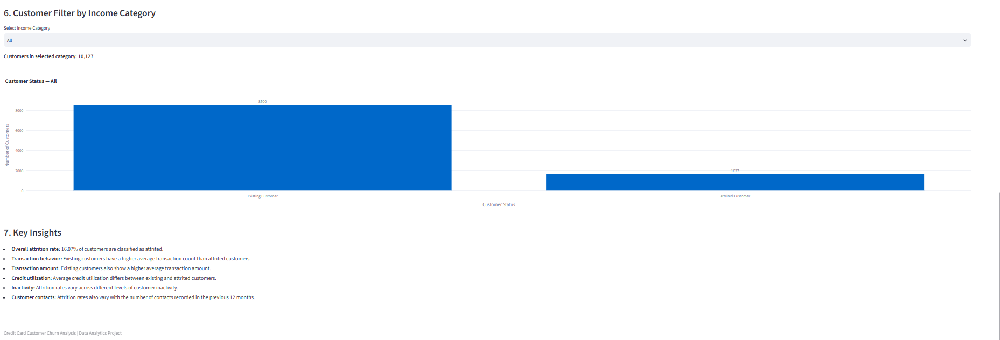 6. Customer Filter by Income Category
Select Income Category
All
Customers in selected category: 10,127
Customer Status — All
8500
8000
6000
4000
2000
0
Number of Customers
1627
Existing Customer
Attrited Customer
Customer Status
7. Key Insights
• Overall attrition rate: 16.07% of customers are classified as attrited.
• Transaction behavior: Existing customers have a higher average transaction count than attrited customers.
• Transaction amount: Existing customers also show a higher average transaction amount.
• Credit utilization: Average credit utilization differs between existing and attrited customers.
• Inactivity: Attrition rates vary across different levels of customer inactivity.
• Customer contacts: Attrition rates also vary with the number of contacts recorded in the previous 12 months.
Credit Card Customer Churn Analysis | Data Analytics Project